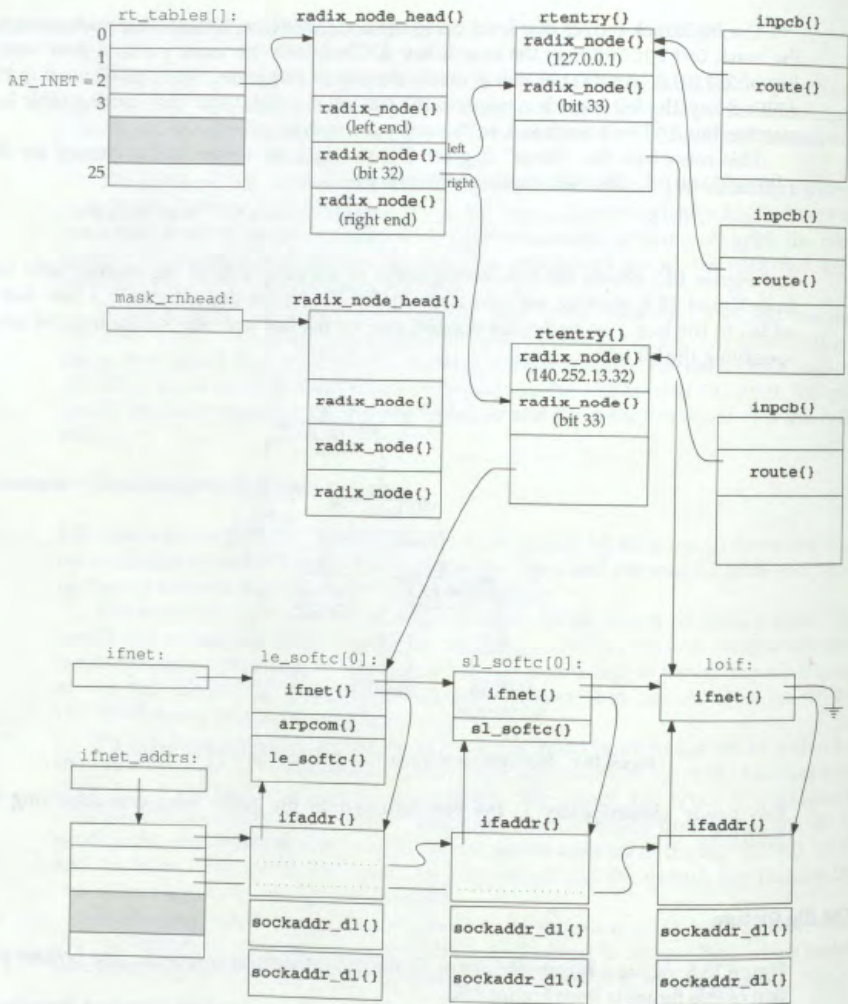 rt_tables[]:
0
1
AF_INET = 2
3
25
radix_node_head{}
radix_node{}
(left end)
radix_node{}
(bit 32)
radix_node{}
(right end)
left
right
rtentry{}
radix_node{}
(127.0.0.1)
radix_node{}
(bit 33)
inpcb{}
route{}
inpcb{}
route{}
mask_rnhead:
radix_node_head{}
radix_node{}
radix_node{}
radix_node{}
rtentry{}
radix_node{}
(140.252.13.32)
radix_node{}
(bit 33)
inpcb{}
route{}
ifnet:
le_softc[0]:
ifnet{}
arpcom{}
le_softc{}
sl_softc[0]:
ifnet{}
sl_softc{}
loif:
ifnet{}
ifnet_addrs:
ifaddr{}
sockaddr_dl{}
sockaddr_dl{}
ifaddr{}
sockaddr_dl{}
sockaddr_dl{}
ifaddr{}
sockaddr_dl{}
sockaddr_dl{}